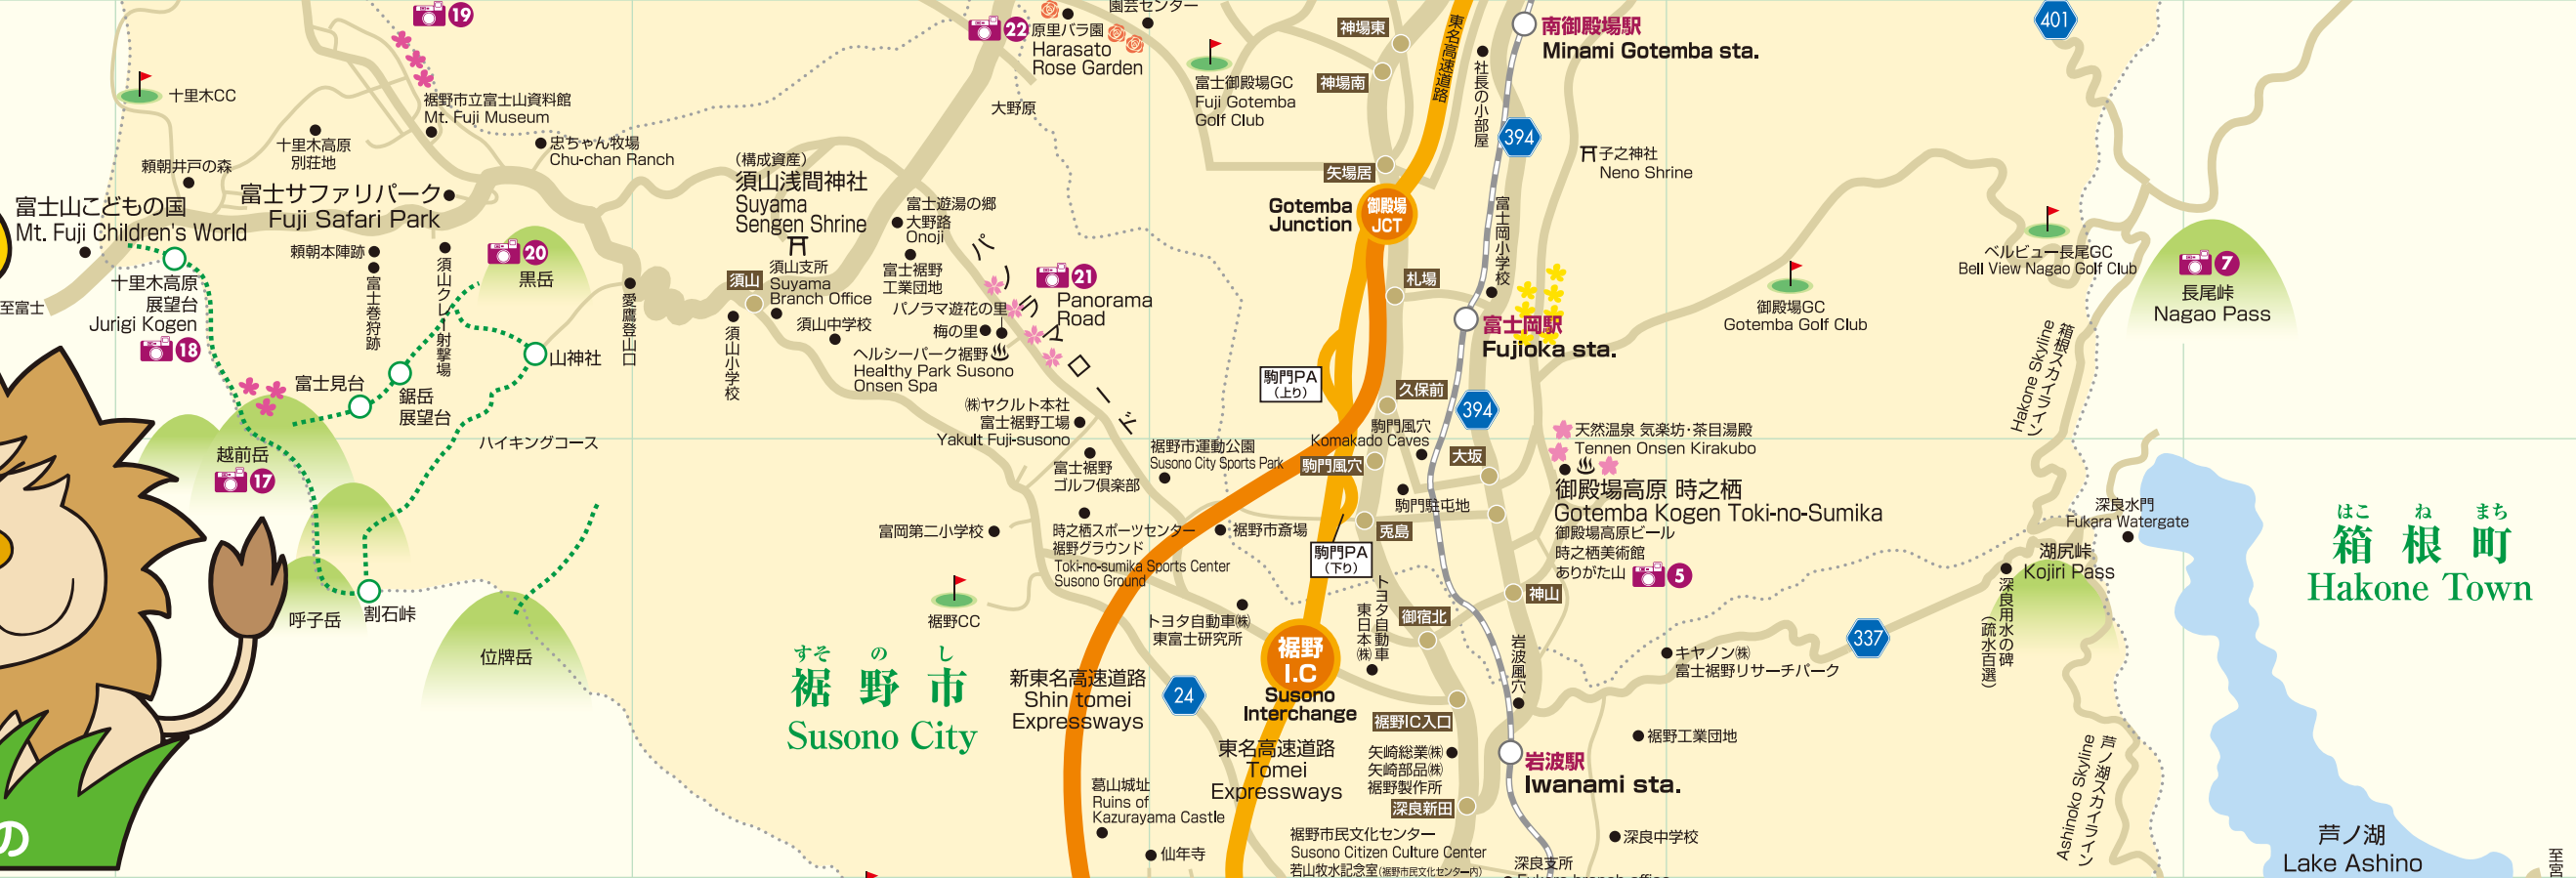 19
十里木CC
裾野市立富士山資料館
Mt. Fuji Museum
十里木高原
別荘地
忠ちゃん牧場
Chu-chan Ranch
頼朝井戸の森
富士サファリパーク
Fuji Safari Park
富士山こどもの国
Mt. Fuji Children's World
至富士
頼朝本陣跡
富士巻狩跡
須山クレー射撃場
20
黒岳
十里木高原
展望台
Jurigi Kogen
18
山神社
富士見台
鋸岳
展望台
ハイキングコース
越前岳
17
呼子岳
割石峠
位牌岳
愛鷹登山口
の
22
原里バラ園
Harasato
Rose Garden
園芸センター
大野原
富士御殿場GC
Fuji Gotemba
Golf Club
(構成資産)
須山浅間神社
Suyama
Sengen Shrine
須山
須山支所
Suyama
Branch Office
須山中学校
須山小学校
富士遊湯の郷
大野路
Onoji
富士裾野
工業団地
パノラマロード
21
Panorama
Road
パノラマ遊花の里
梅の里
ヘルシーパーク裾野
Healthy Park Susono
Onsen Spa
㈱ヤクルト本社
富士裾野工場
Yakult Fuji-susono
富士裾野
ゴルフ倶楽部
裾野市運動公園
Susono City Sports Park
富岡第二小学校
時之栖スポーツセンター
裾野グラウンド
Toki-no-sumika Sports Center
Susono Ground
裾野市斎場
裾野CC
トヨタ自動車㈱
東富士研究所
すその し
裾野市
Susono City
新東名高速道路
Shin tomei
Expressways
24
葛山城址
Ruins of
Kazurayama Castle
仙年寺
神場東
神場南
矢場居
東名高速道路
Gotemba
Junction
御殿場
JCT
札場
駒門PA
(上り)
久保前
駒門風穴
Komakado Caves
駒門風穴
大坂
駒門駐屯地
兎島
駒門PA
(下り)
トヨタ自動車
東日本㈱
御宿北
神山
裾野
I.C
Susono
Interchange
裾野IC入口
東名高速道路
Tomei
Expressways
矢崎総業㈱
矢崎部品㈱
裾野製作所
深良新田
裾野市民文化センター
Susono Citizen Culture Center
若山牧水記念室(裾野市民文化センター内)
南御殿場駅
Minami Gotemba sta.
社長の小部屋
394
子之神社
Neno Shrine
富士岡小学校
富士岡駅
Fujioka sta.
394
天然温泉 気楽坊・茶目湯殿
Tennen Onsen Kirakubo
御殿場高原 時之栖
Gotemba Kogen Toki-no-Sumika
御殿場高原ビール
時之栖美術館
ありがた山
5
岩波風穴
キヤノン㈱
富士裾野リサーチパーク
337
裾野工業団地
岩波駅
Iwanami sta.
深良中学校
深良支所
401
御殿場GC
Gotemba Golf Club
ベルビュー長尾GC
Bell View Nagao Golf Club
7
長尾峠
Nagao Pass
箱根スカイライン
Hakone Skyline
深良水門
Fukara Watergate
湖尻峠
Kojiri Pass
深良用水の碑
(疏水百選)
はこ ね まち
箱根町
Hakone Town
芦ノ湖スカイライン
Ashinoko Skyline
芦ノ湖
Lake Ashino
至宮